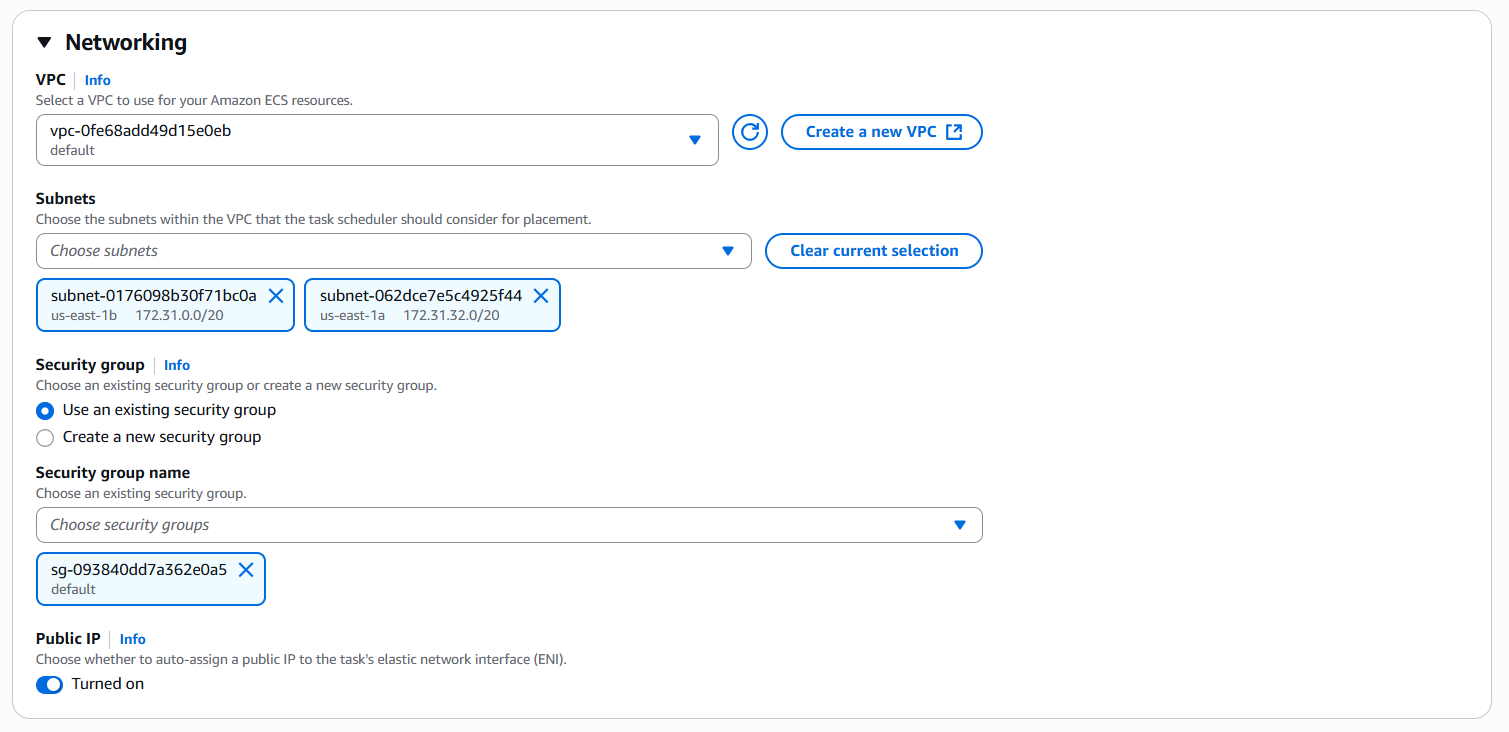 Networking
VPC Info
Select a VPC to use for your Amazon ECS resources.
vpc-0fe68add49d15e0eb
default
Create a new VPC
Subnets
Choose the subnets within the VPC that the task scheduler should consider for placement.
Choose subnets
Clear current selection
subnet-0176098b30f71bc0a
us-east-1b 172.31.0.0/20
subnet-062dce7e5c4925f44
us-east-1a 172.31.32.0/20
Security group Info
Choose an existing security group or create a new security group.
Use an existing security group
Create a new security group
Security group name
Choose an existing security group.
Choose security groups
sg-093840dd7a362e0a5
default
Public IP Info
Choose whether to auto-assign a public IP to the task's elastic network interface (ENI).
Turned on